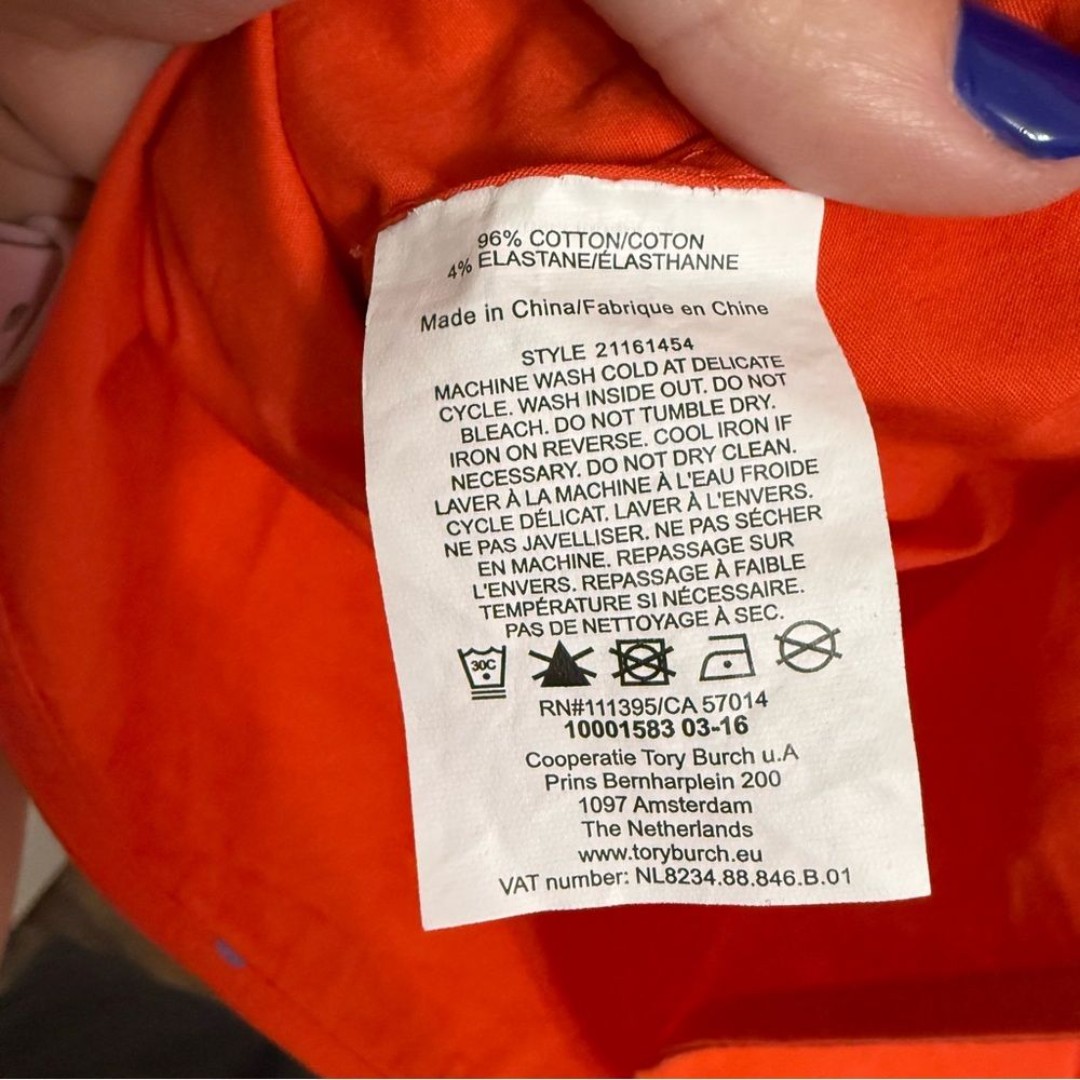 96% COTTON/COTON
4% ELASTANE/ÉLASTHANNE
Made in China/Fabrique en Chine
STYLE 21161454
MACHINE WASH COLD AT DELICATE
CYCLE. WASH INSIDE OUT. DO NOT
BLEACH. DO NOT TUMBLE DRY.
IRON ON REVERSE. COOL IRON IF
NECESSARY. DO NOT DRY CLEAN.
LAVER À LA MACHINE À L'EAU FROIDE
CYCLE DÉLICAT. LAVER À L'ENVERS.
NE PAS JAVELLISER. NE PAS SÉCHER
EN MACHINE. REPASSAGE SUR
L'ENVERS. REPASSAGE À FAIBLE
TEMPÉRATURE SI NÉCESSAIRE.
PAS DE NETTOYAGE À SEC.
30C
RN#111395/CA 57014
10001583 03-16
Cooperatie Tory Burch u.A
Prins Bernharplein 200
1097 Amsterdam
The Netherlands
www.toryburch.eu
VAT number: NL8234.88.846.B.01